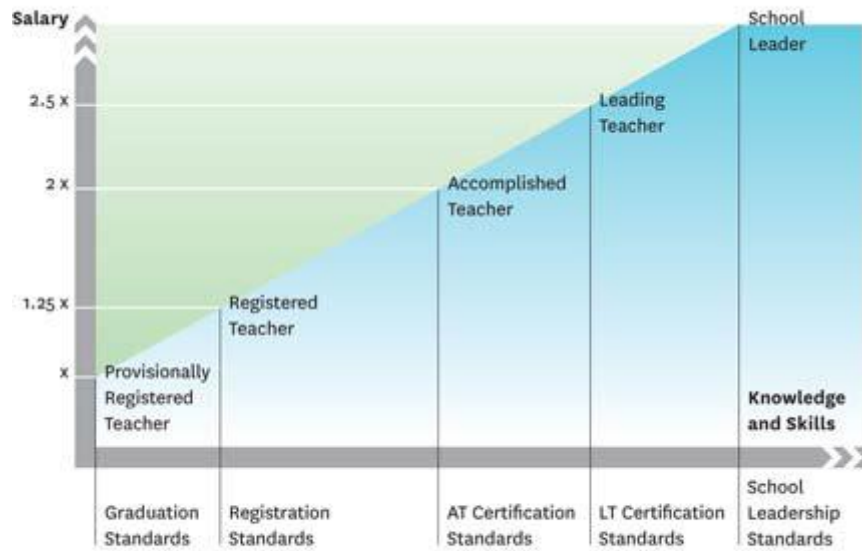 Salary
School
Leader
2.5 x
Leading
Teacher
2 x
Accomplished
Teacher
1.25 x
Registered
Teacher
x
Provisionally
Registered
Teacher
Knowledge
and Skills
Graduation
Standards
Registration
Standards
AT Certification
Standards
LT Certification
Standards
School
Leadership
Standards